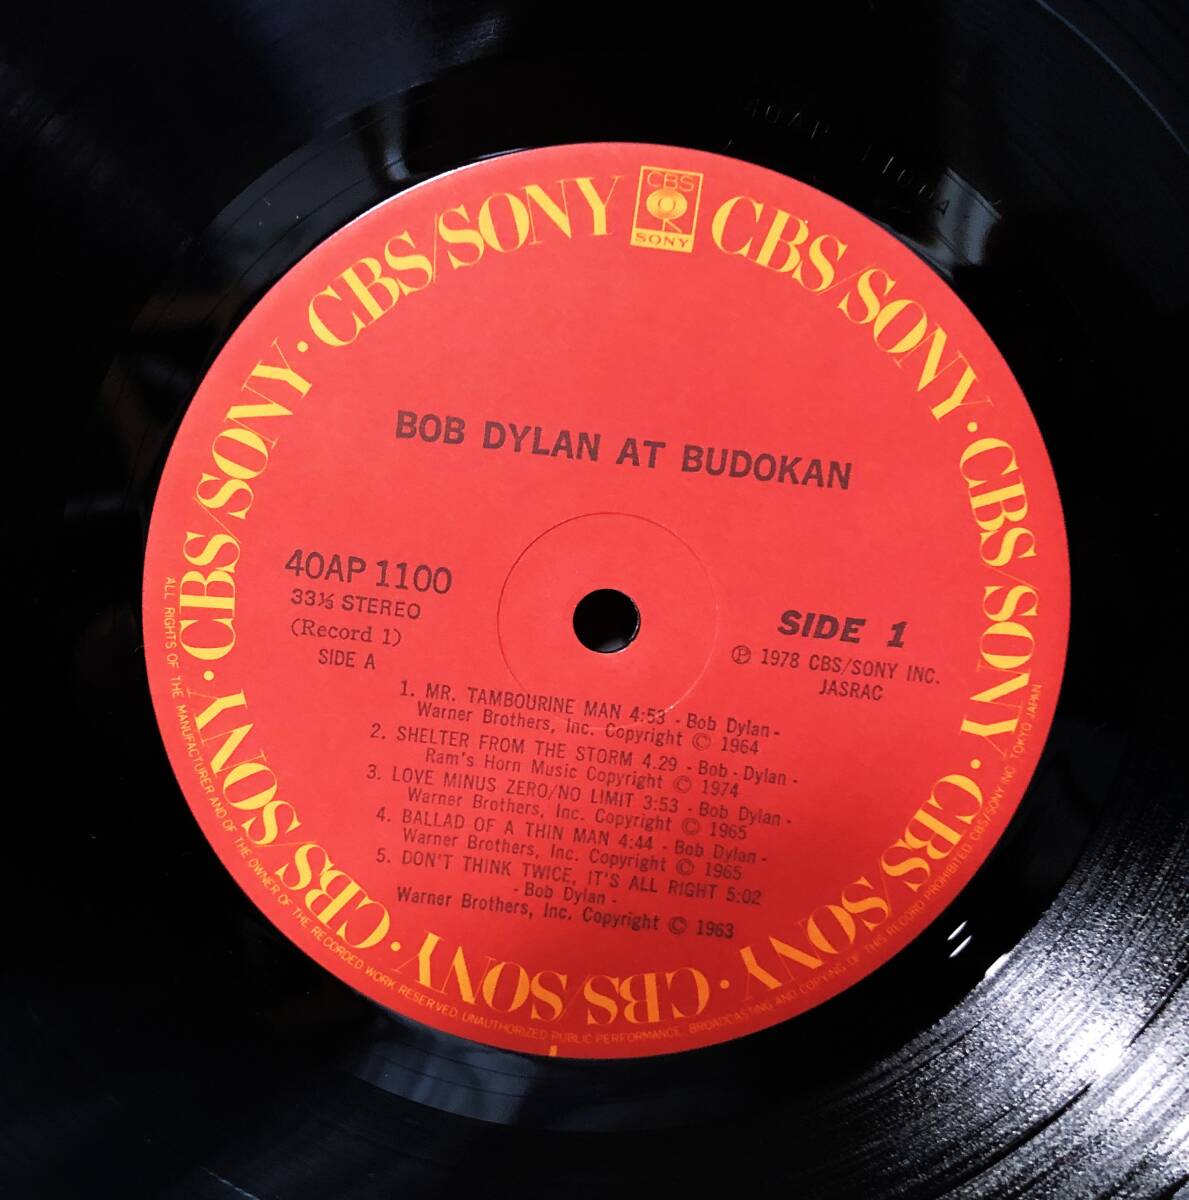 40AP 1100A
CBS
SONY
CBS/SONY · CBS/SONY · CBS/SONY · CBS/SONY · CBS/SONY · CBS/SONY · CBS/SONY · CBS/SONY
BOB DYLAN AT BUDOKAN
40AP 1100
33⅓ STEREO
(Record 1)
SIDE A
SIDE 1
Ⓟ 1978 CBS/SONY INC.
JASRAC
1. MR. TAMBOURINE MAN 4:53 - Bob Dylan -
Warner Brothers, Inc. Copyright © 1964
2. SHELTER FROM THE STORM 4.29 - Bob - Dylan -
Ram's Horn Music Copyright © 1974
3. LOVE MINUS ZERO/NO LIMIT 3:53 - Bob Dylan -
Warner Brothers, Inc. Copyright © 1965
4. BALLAD OF A THIN MAN 4:44 - Bob Dylan -
Warner Brothers, Inc. Copyright © 1965
5. DON'T THINK TWICE, IT'S ALL RIGHT 5:02
- Bob Dylan -
Warner Brothers, Inc. Copyright © 1963
ALL RIGHTS OF THE MANUFACTURER AND OF THE OWNER OF THE RECORDED WORK RESERVED. UNAUTHORIZED PUBLIC PERFORMANCE, BROADCASTING AND COPYING OF THIS RECORD PROHIBITED CBS/SONY INC. TOKYO JAPAN